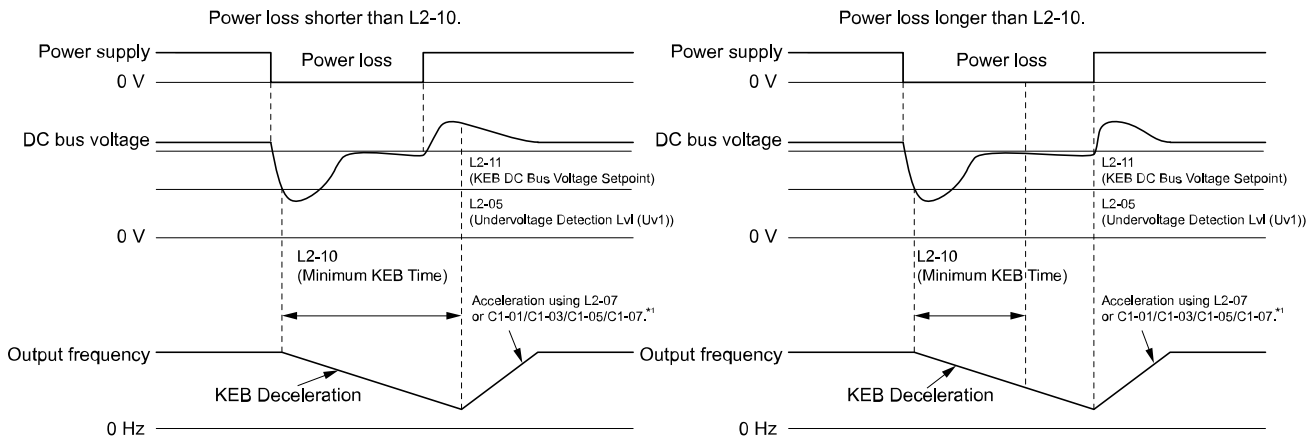 Power loss shorter than L2-10.
Power supply
Power loss
0 V
DC bus voltage
L2-11
(KEB DC Bus Voltage Setpoint)
L2-05
(Undervoltage Detection Lvl (Uv1))
0 V
L2-10
(Minimum KEB Time)
Acceleration using L2-07
or C1-01/C1-03/C1-05/C1-07.*1
Output frequency
KEB Deceleration
0 Hz
Power loss longer than L2-10.
Power supply
Power loss
0 V
DC bus voltage
L2-11
(KEB DC Bus Voltage Setpoint)
L2-05
(Undervoltage Detection Lvl (Uv1))
0 V
L2-10
(Minimum KEB Time)
Acceleration using L2-07
or C1-01/C1-03/C1-05/C1-07.*1
Output frequency
KEB Deceleration
0 Hz